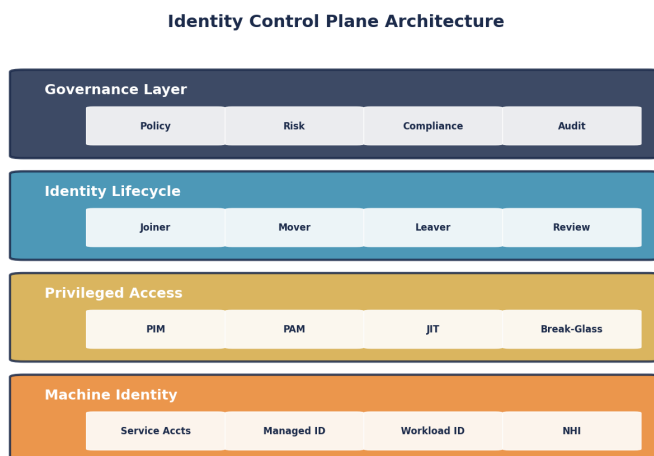 Identity Control Plane Architecture
Governance Layer
Policy Risk Compliance Audit
Identity Lifecycle
Joiner Mover Leaver Review
Privileged Access
PIM PAM JIT Break-Glass
Machine Identity
Service Accts Managed ID Workload ID NHI